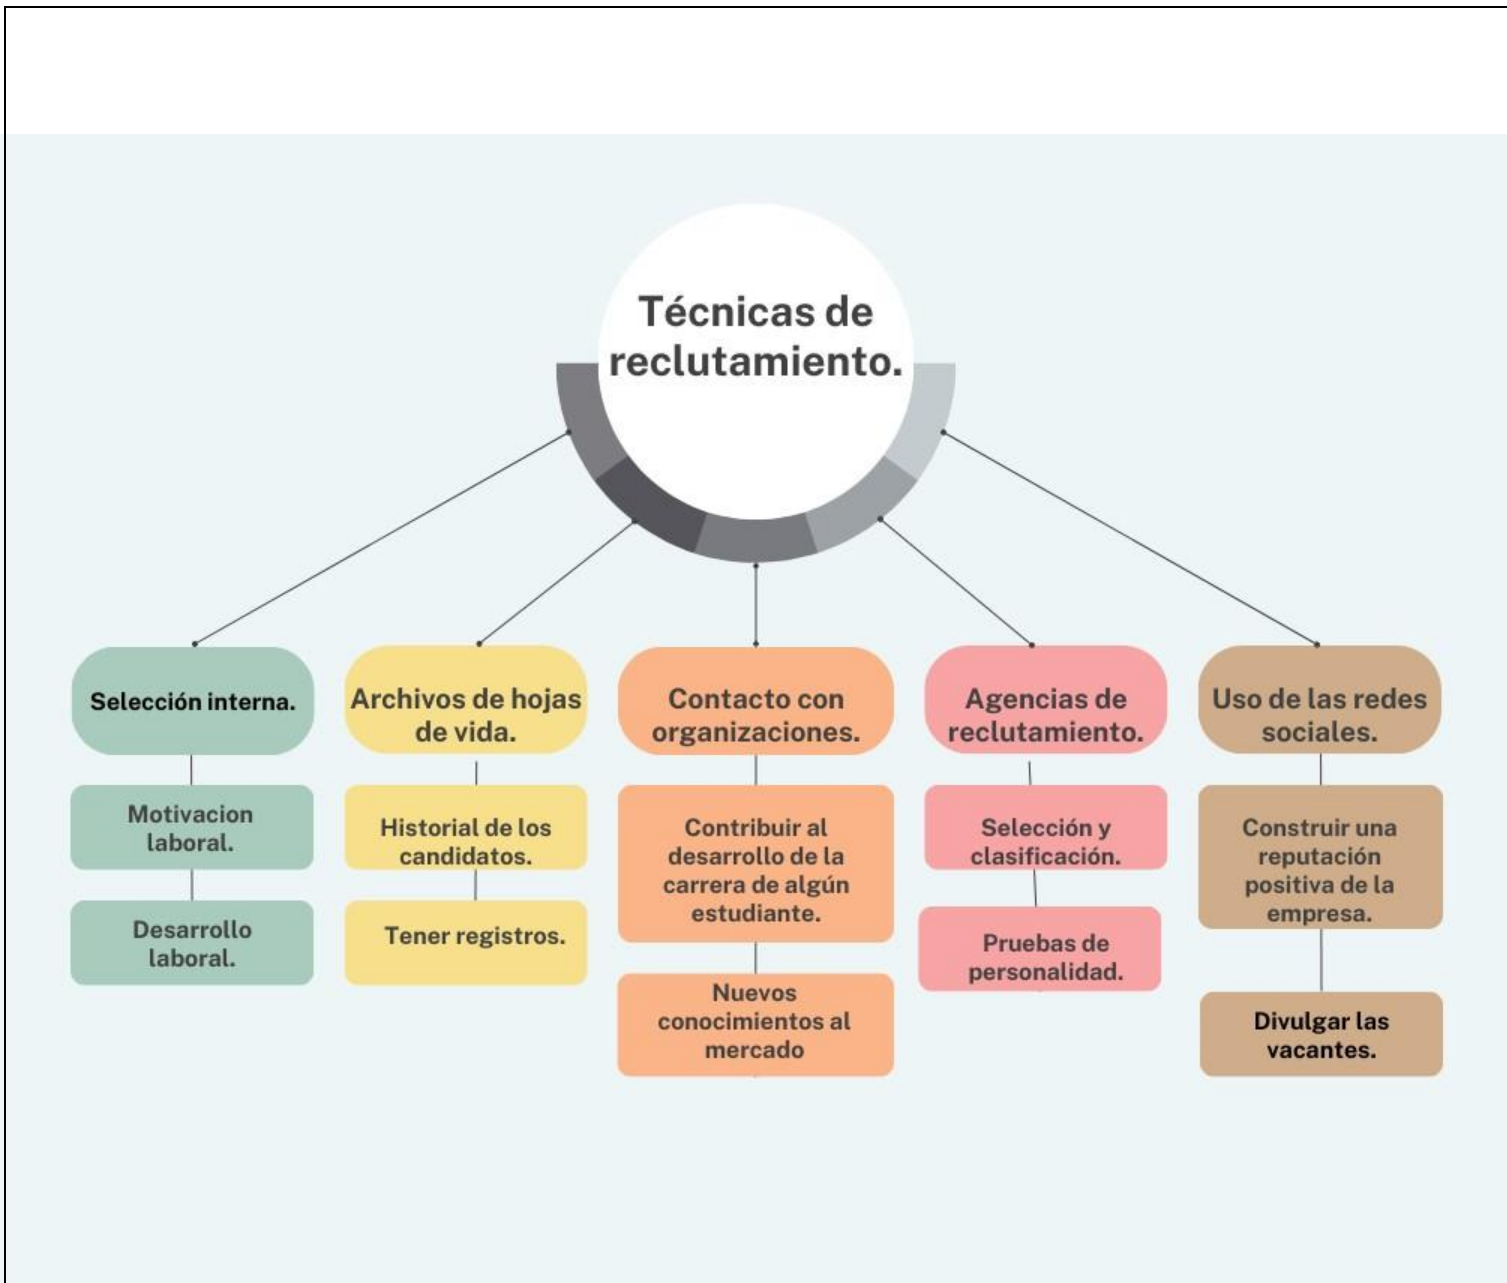 Técnicas de
reclutamiento.
Selección interna.
Motivacion
laboral.
Desarrollo
laboral.
Archivos de hojas
de vida.
Historial de los
candidatos.
Tener registros.
Contacto con
organizaciones.
Contribuir al
desarrollo de la
carrera de algún
estudiante.
Nuevos
conocimientos al
mercado
Agencias de
reclutamiento.
Selección y
clasificación.
Pruebas de
personalidad.
Uso de las redes
sociales.
Construir una
reputación
positiva de la
empresa.
Divulgar las
vacantes.